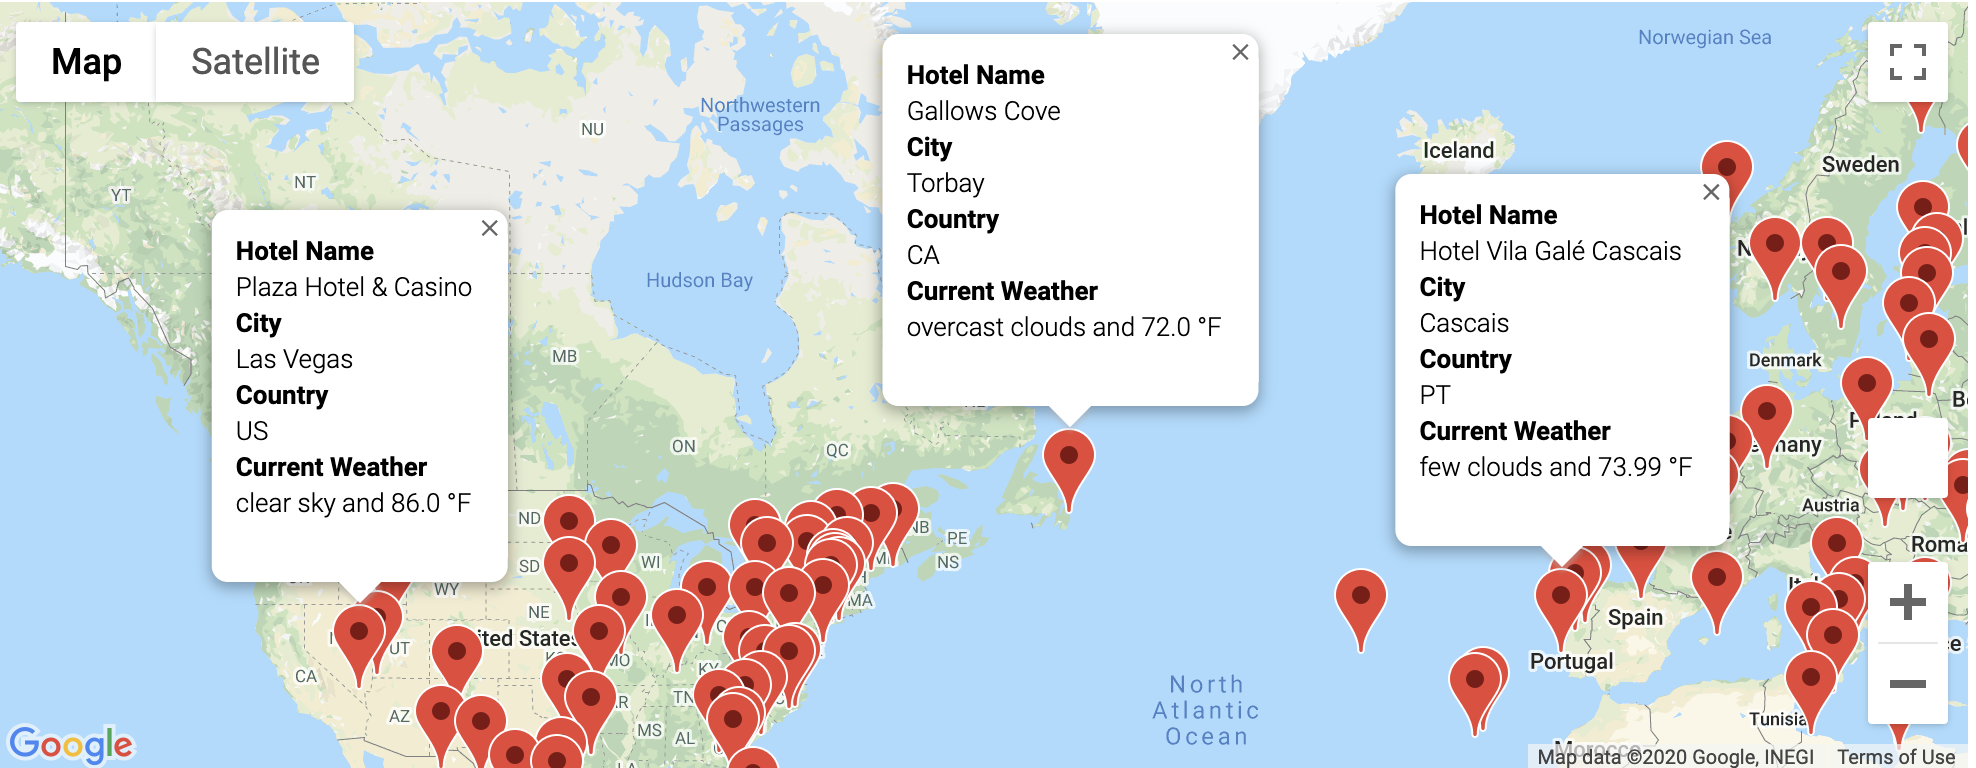 Map
Satellite
Norwegian Sea
Northwestern
Passages
NU
NT
YT
Iceland
Sweden
Hudson Bay
MB
ON
QC
Hotel Name
Plaza Hotel & Casino
City
Las Vegas
Country
US
Current Weather
clear sky and 86.0 °F
Hotel Name
Gallows Cove
City
Torbay
Country
CA
Current Weather
overcast clouds and 72.0 °F
Hotel Name
Hotel Vila Galé Cascais
City
Cascais
Country
PT
Current Weather
few clouds and 73.99 °F
Denmark
Austria
Roma
ND
SD
WI
WY
NE
NB
PE
NS
MA
UT
CA
AZ
ited States
MO
KY
TN
AR
MS
AL
LA
Spain
Portugal
Tunisia
Morocco
North
Atlantic
Ocean
Google
Map data ©2020 Google, INEGI
Terms of Use